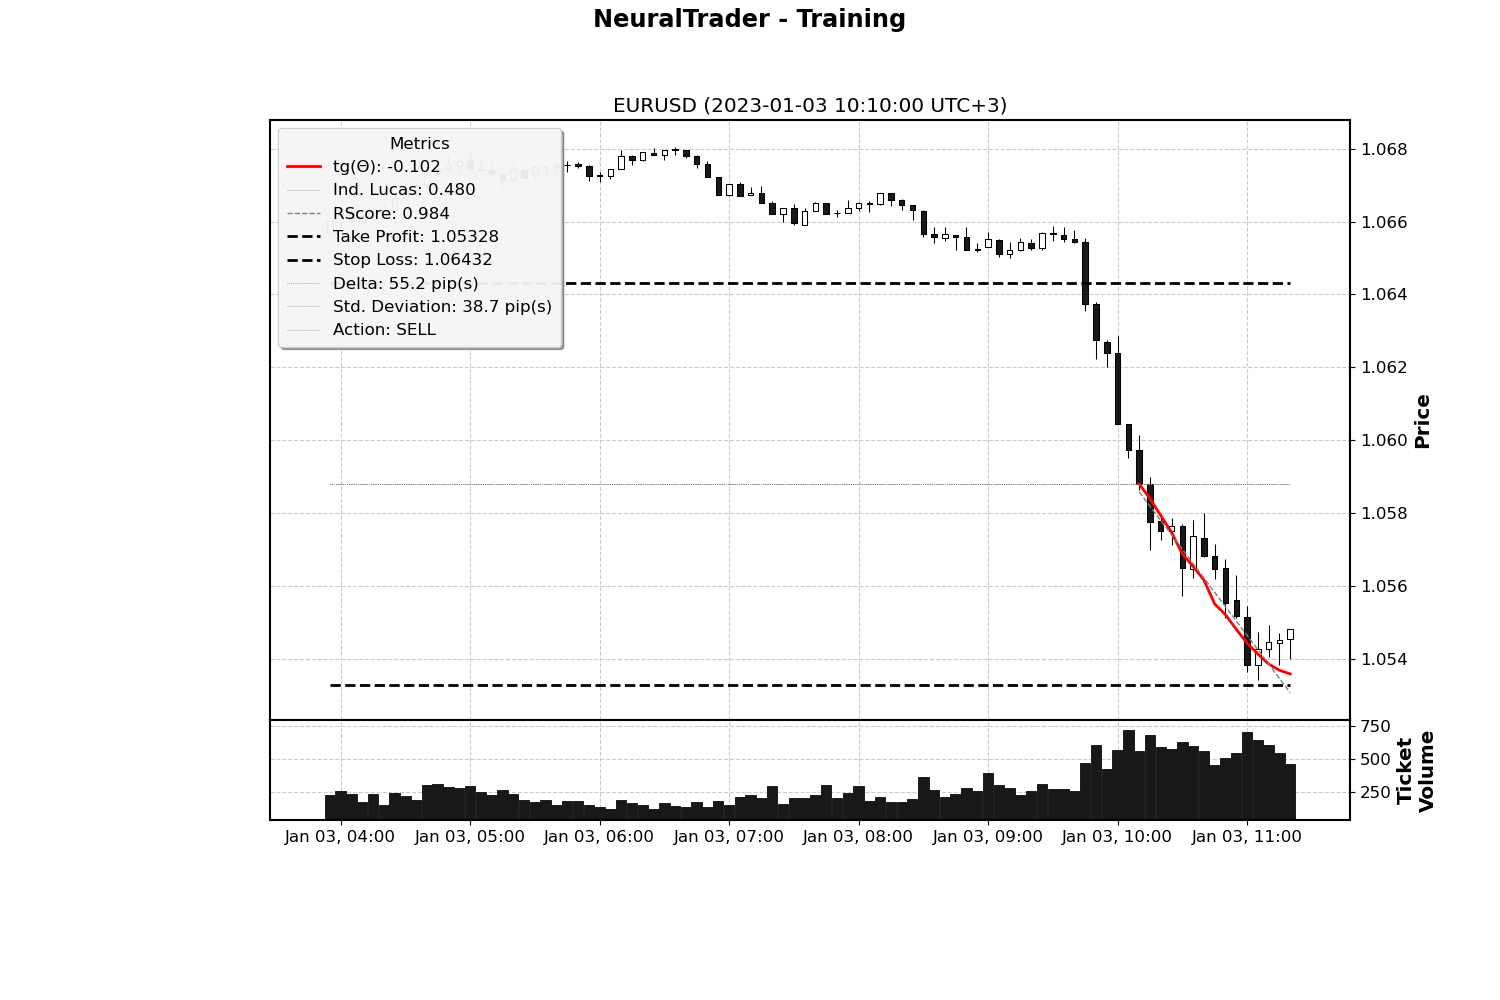 NeuralTrader - Training
EURUSD (2023-01-03 10:10:00 UTC+3)
Metrics
tg(Θ): -0.102
Ind. Lucas: 0.480
RScore: 0.984
Take Profit: 1.05328
Stop Loss: 1.06432
Delta: 55.2 pip(s)
Std. Deviation: 38.7 pip(s)
Action: SELL
1.068
1.066
1.064
1.062
1.060
1.058
1.056
1.054
Price
750
500
250
Ticket
Volume
Jan 03, 04:00 Jan 03, 05:00 Jan 03, 06:00 Jan 03, 07:00 Jan 03, 08:00 Jan 03, 09:00 Jan 03, 10:00 Jan 03, 11:00